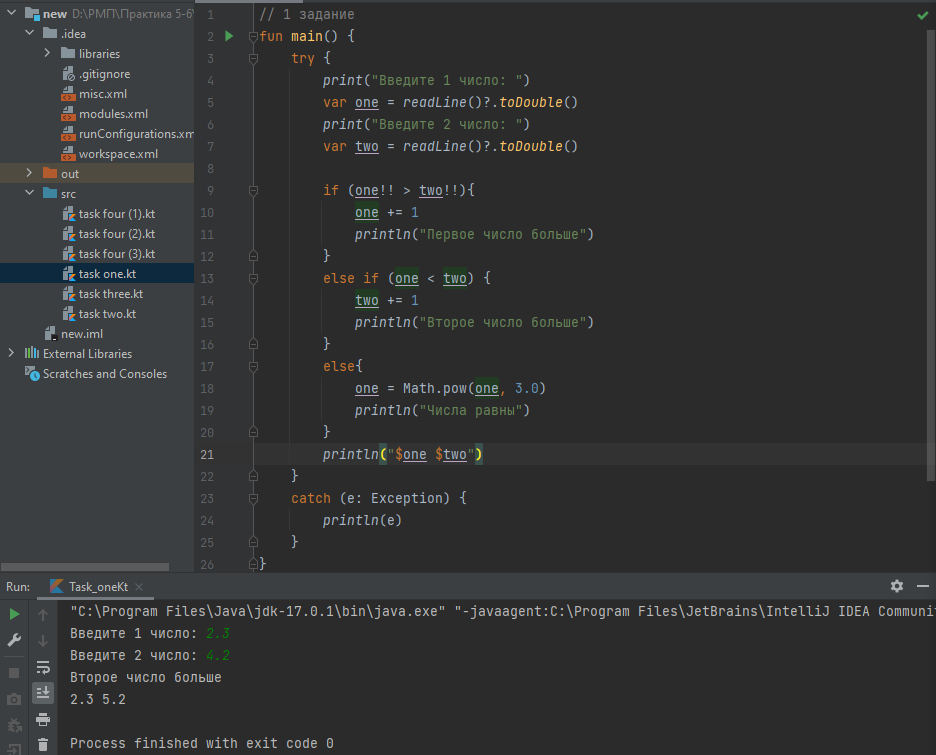 new D:\РМП\Практика 5-6\
.idea
libraries
.gitignore
misc.xml
modules.xml
runConfigurations.xm
workspace.xml
out
src
task four (1).kt
task four (2).kt
task four (3).kt
task one.kt
task three.kt
task two.kt
new.iml
External Libraries
Scratches and Consoles
1 // 1 задание
2 fun main() {
3 try {
4 print("Введите 1 число: ")
5 var one = readLine()?.toDouble()
6 print("Введите 2 число: ")
7 var two = readLine()?.toDouble()
8
9 if (one!! > two!!){
10 one += 1
11 println("Первое число больше")
12 }
13 else if (one < two) {
14 two += 1
15 println("Второе число больше")
16 }
17 else{
18 one = Math.pow(one, 3.0)
19 println("Числа равны")
20 }
21 println("$one $two")
22 }
23 catch (e: Exception) {
24 println(e)
25 }
26 }
Run: Task_oneKt
"C:\Program Files\Java\jdk-17.0.1\bin\java.exe" "-javaagent:C:\Program Files\JetBrains\IntelliJ IDEA Communi
Введите 1 число: 2.3
Введите 2 число: 4.2
Второе число больше
2.3 5.2
Process finished with exit code 0